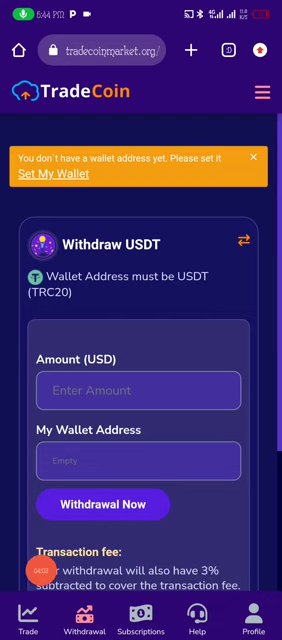 5:44 PM P
tradecoinmarket.org/
TradeCoin
You don't have a wallet address yet. Please set it
Set My Wallet
Withdraw USDT
Wallet Address must be USDT
(TRC20)
Amount (USD)
Enter Amount
My Wallet Address
Empty
Withdrawal Now
Transaction fee:
r withdrawal will also have 3%
subtracted to cover the transaction fee.
04:03
Trade
Withdrawal
Subscriptions
Help
Profile